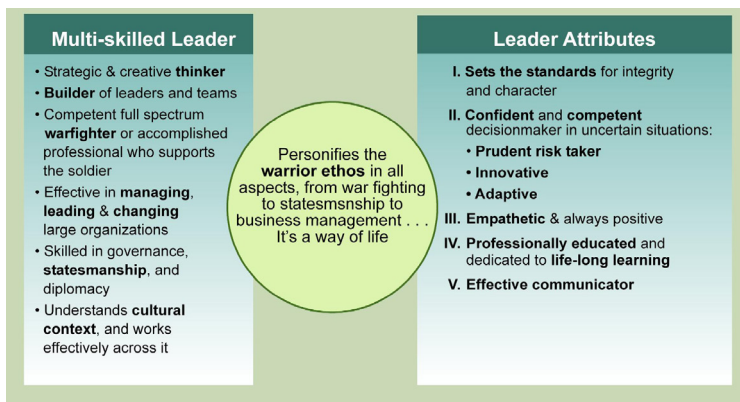 Multi-skilled Leader
• Strategic & creative thinker
• Builder of leaders and teams
• Competent full spectrum
warfighter or accomplished
professional who supports
the soldier
• Effective in managing,
leading & changing
large organizations
• Skilled in governance,
statesmanship, and
diplomacy
• Understands cultural
context, and works
effectively across it
Personifies the
warrior ethos in all
aspects, from war fighting
to statesmsnship to
business management . . .
It's a way of life
Leader Attributes
I. Sets the standards for integrity
and character
II. Confident and competent
decisionmaker in uncertain situations:
• Prudent risk taker
• Innovative
• Adaptive
III. Empathetic & always positive
IV. Professionally educated and
dedicated to life-long learning
V. Effective communicator